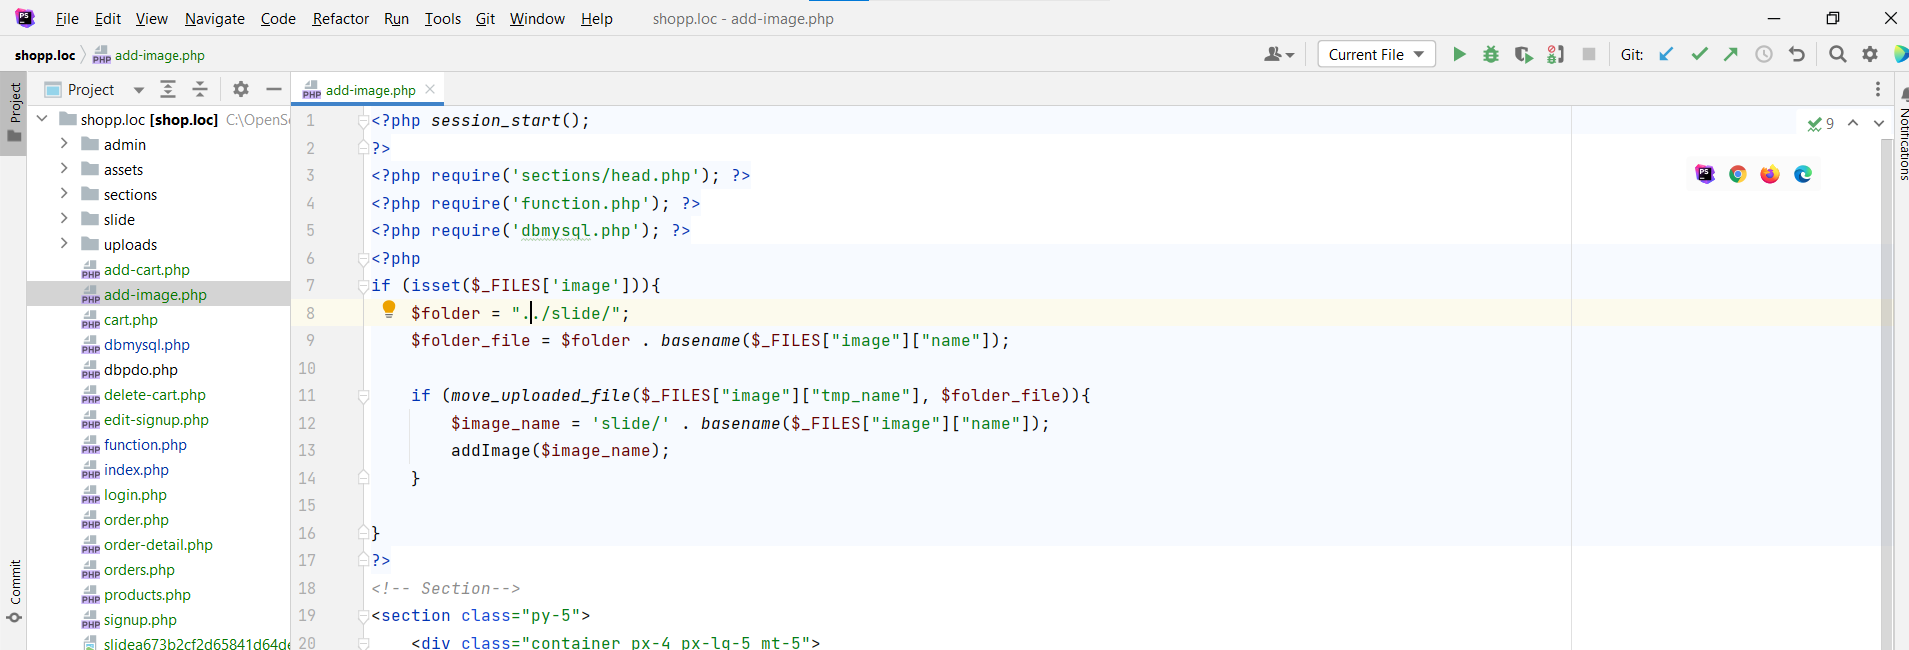 File Edit View Navigate Code Refactor Run Tools Git Window Help shopp.loc - add-image.php
shopp.loc add-image.php Current File Git:
Project
add-image.php
Project
Commit
Notifications
shopp.loc [shop.loc] C:\OpenSe
admin
assets
sections
slide
uploads
add-cart.php
add-image.php
cart.php
dbmysql.php
dbpdo.php
delete-cart.php
edit-signup.php
function.php
index.php
login.php
order.php
order-detail.php
orders.php
products.php
signup.php
slidea673b2cf2d65841d64de
9
1 <?php session_start();
2 ?>
3 <?php require('sections/head.php'); ?>
4 <?php require('function.php'); ?>
5 <?php require('dbmysql.php'); ?>
6 <?php
7 if (isset($_FILES['image'])){
8 $folder = "../slide/";
9 $folder_file = $folder . basename($_FILES["image"]["name"]);
10
11 if (move_uploaded_file($_FILES["image"]["tmp_name"], $folder_file)){
12 $image_name = 'slide/' . basename($_FILES["image"]["name"]);
13 addImage($image_name);
14 }
15
16 }
17 ?>
18 <!-- Section-->
19 <section class="py-5">
20 <div class="container px-4 px-lg-5 mt-5">